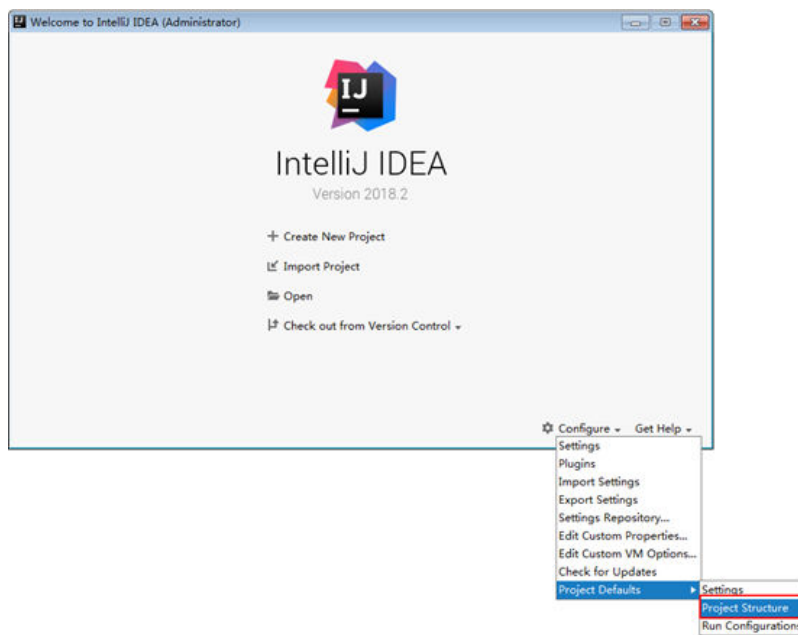 Welcome to IntelliJ IDEA (Administrator)
IJ
IntelliJ IDEA
Version 2018.2
Create New Project
Import Project
Open
Check out from Version Control
Configure Get Help
Settings
Plugins
Import Settings
Export Settings
Settings Repository...
Edit Custom Properties...
Edit Custom VM Options...
Check for Updates
Project Defaults Settings
Project Structure
Run Configurations